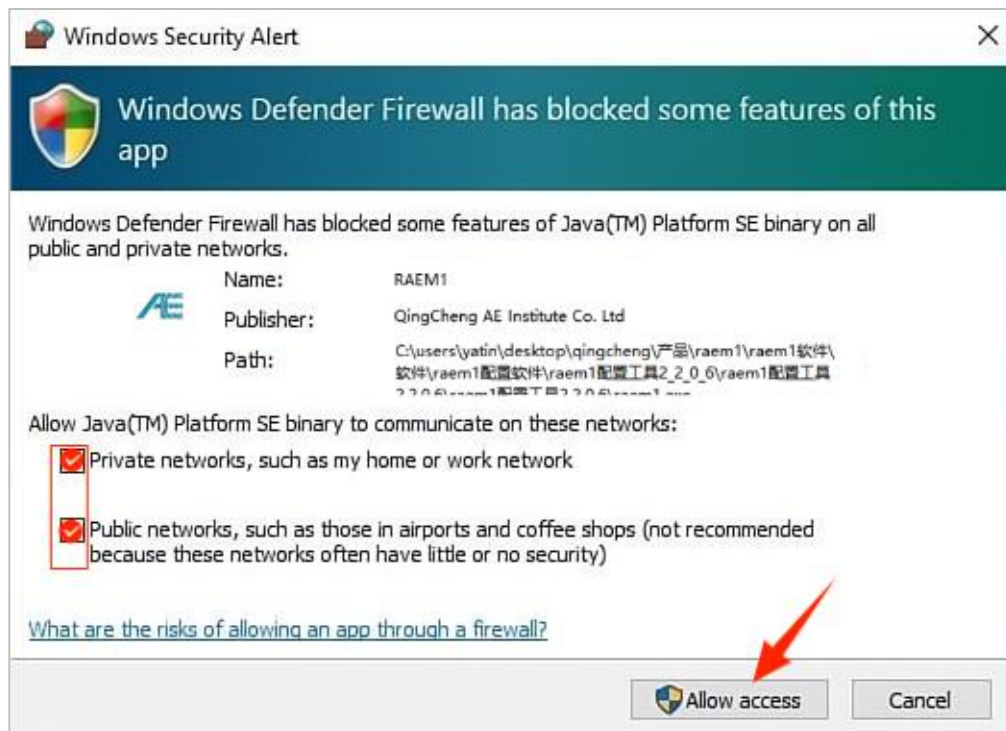 Windows Security Alert
Windows Defender Firewall has blocked some features of this
app
Windows Defender Firewall has blocked some features of Java(TM) Platform SE binary on all
public and private networks.
AE
Name:
RAEM1
Publisher:
QingCheng AE Institute Co. Ltd
Path:
C:\users\yatin\desktop\qingcheng\产品\raem1\raem1软件\
软件\raem1配置软件\raem1配置工具2_2_0_6\raem1配置工具
Allow Java(TM) Platform SE binary to communicate on these networks:
Private networks, such as my home or work network
Public networks, such as those in airports and coffee shops (not recommended
because these networks often have little or no security)
What are the risks of allowing an app through a firewall?
Allow access
Cancel